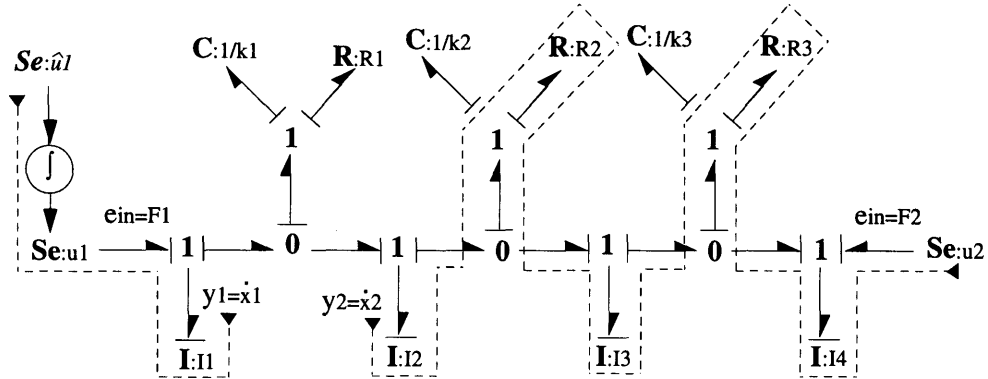 C:1/k1
R:R1
C:1/k2
R:R2
C:1/k3
R:R3
Se:û1
1
1
1
∫
ein=F1
ein=F2
Se:u1
1
0
1
0
1
0
1
Se:u2
y1=ẋ1
y2=ẋ2
I:I1
I:I2
I:I3
I:I4